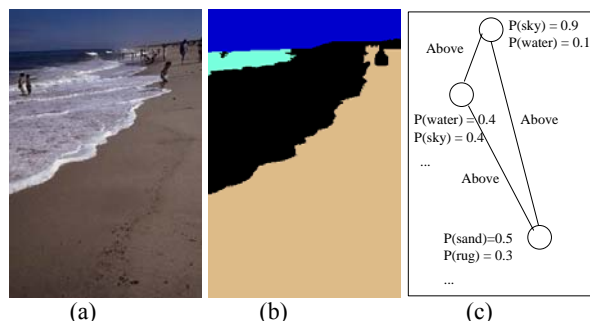 P(sky) = 0.9
P(water) = 0.1
Above
P(water) = 0.4
P(sky) = 0.4
...
Above
Above
P(sand)=0.5
P(rug) = 0.3
...
(a) (b) (c)